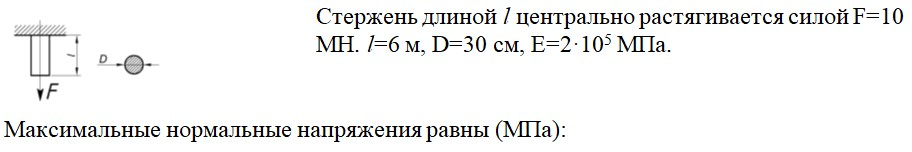 Стержень длиной l центрально растягивается силой F=10
МН. l=6 м, D=30 см, E=2·10⁵ МПа.
l
D
F
Максимальные нормальные напряжения равны (МПа):